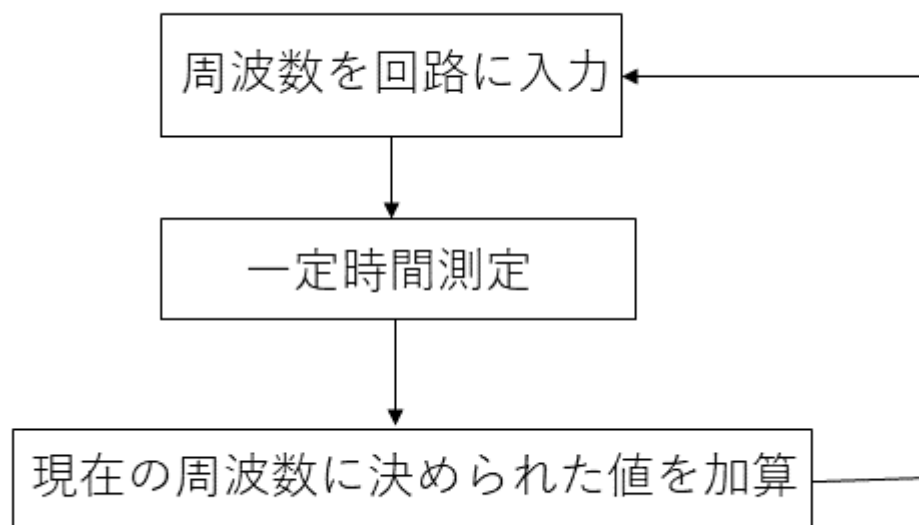 周波数を回路に入力
一定時間測定
現在の周波数に決められた値を加算